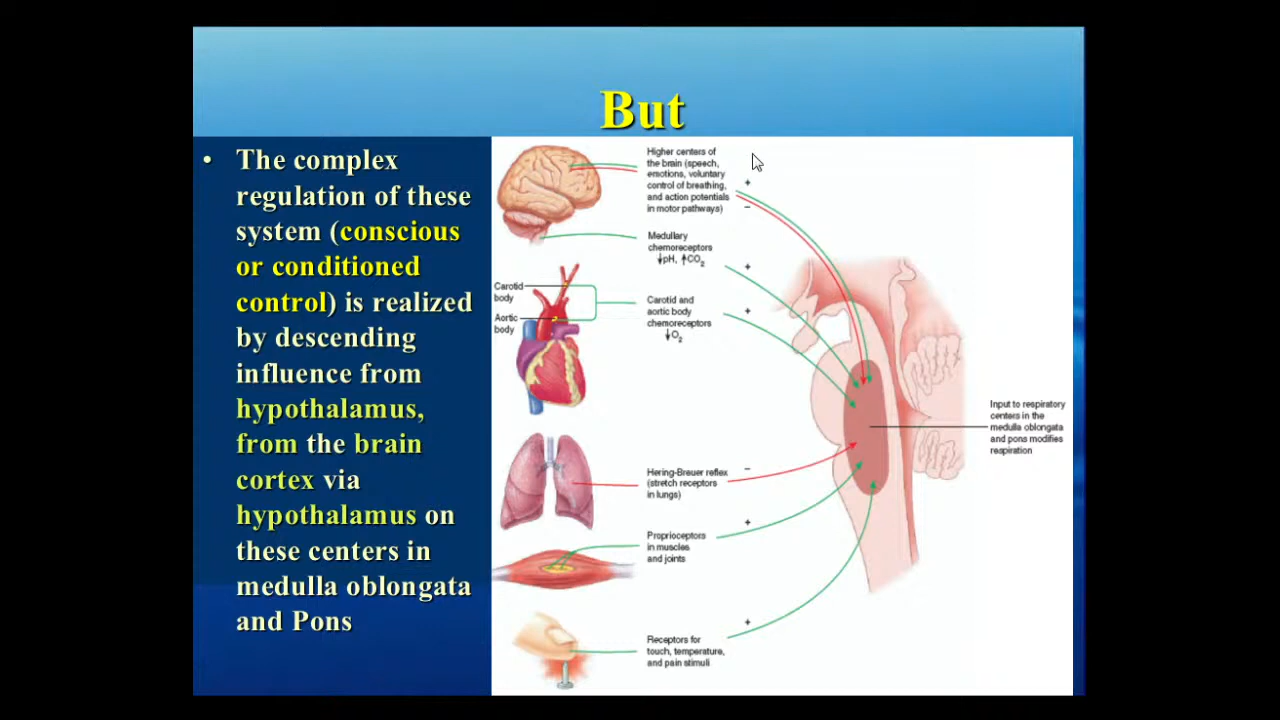 But
• The complex
regulation of these
system (conscious
or conditioned
control) is realized
by descending
influence from
hypothalamus,
from the brain
cortex via
hypothalamus on
these centers in
medulla oblongata
and Pons
Higher centers of
the brain (speech,
emotions, voluntary
control of breathing,
and action potentials
in motor pathways)
+
–
Medullary
chemoreceptors
↓pH, ↑CO₂
+
Carotid
body
Aortic
body
Carotid and
aortic body
chemoreceptors
↓O₂
+
Input to respiratory
centers in the
medulla oblongata
and pons modifies
respiration
Hering-Breuer reflex
(stretch receptors
in lungs)
–
Proprioceptors
in muscles
and joints
+
Receptors for
touch, temperature,
and pain stimuli
+